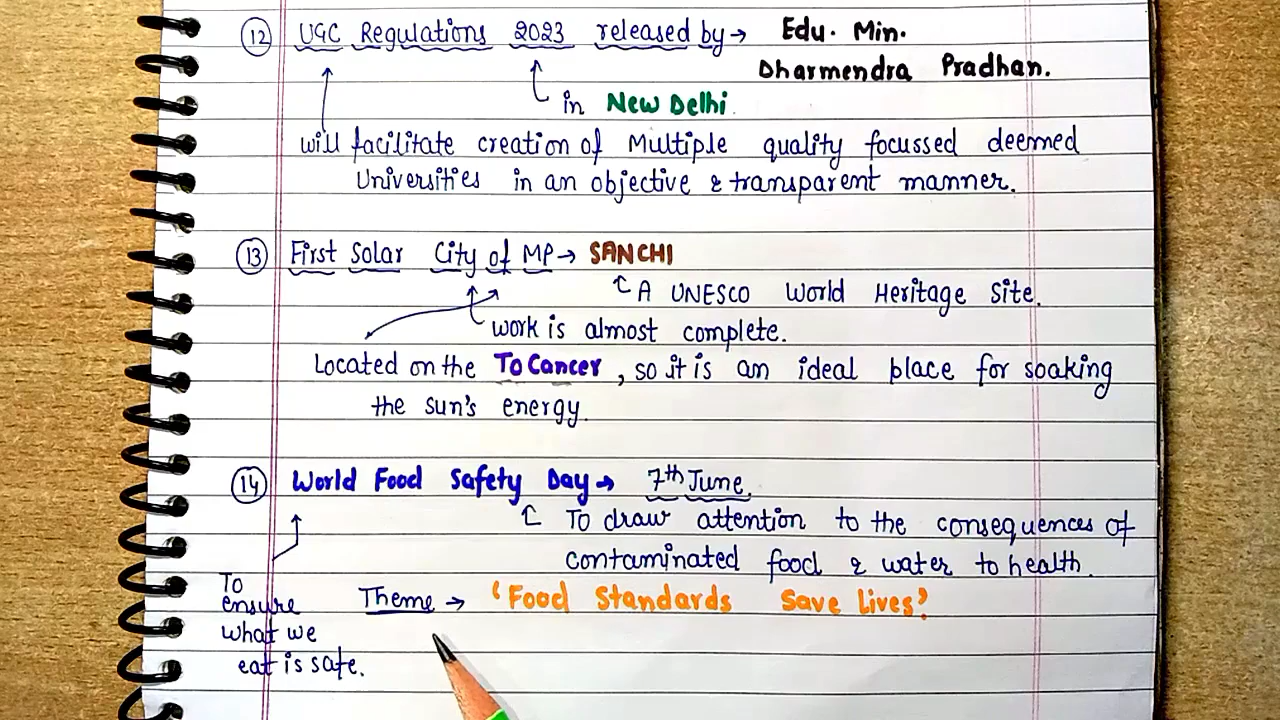 12 UGC Regulations 2023 released by → Edu. Min.
Dharmendra Pradhan.
in New Delhi.
will facilitate creation of Multiple quality focussed deemed
Universities in an objective & transparent manner.
13 First Solar City of MP → SANCHI
A UNESCO World Heritage Site.
work is almost complete.
Located on the ToCancer, so it is an ideal place for soaking
the sun's energy.
14 World Food Safety Day → 7th June.
To draw attention to the consequences of
contaminated food & water to health.
To
ensure
what we
eat is safe.
Theme → 'Food Standards Save Lives'